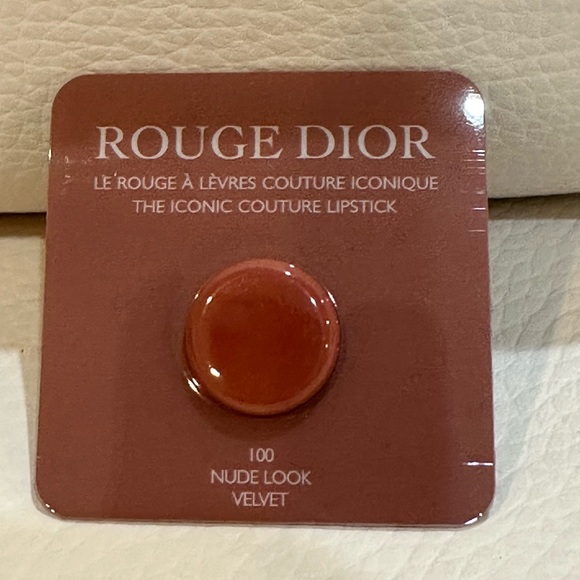 ROUGE DIOR
LE ROUGE À LÈVRES COUTURE ICONIQUE
THE ICONIC COUTURE LIPSTICK
100
NUDE LOOK
VELVET